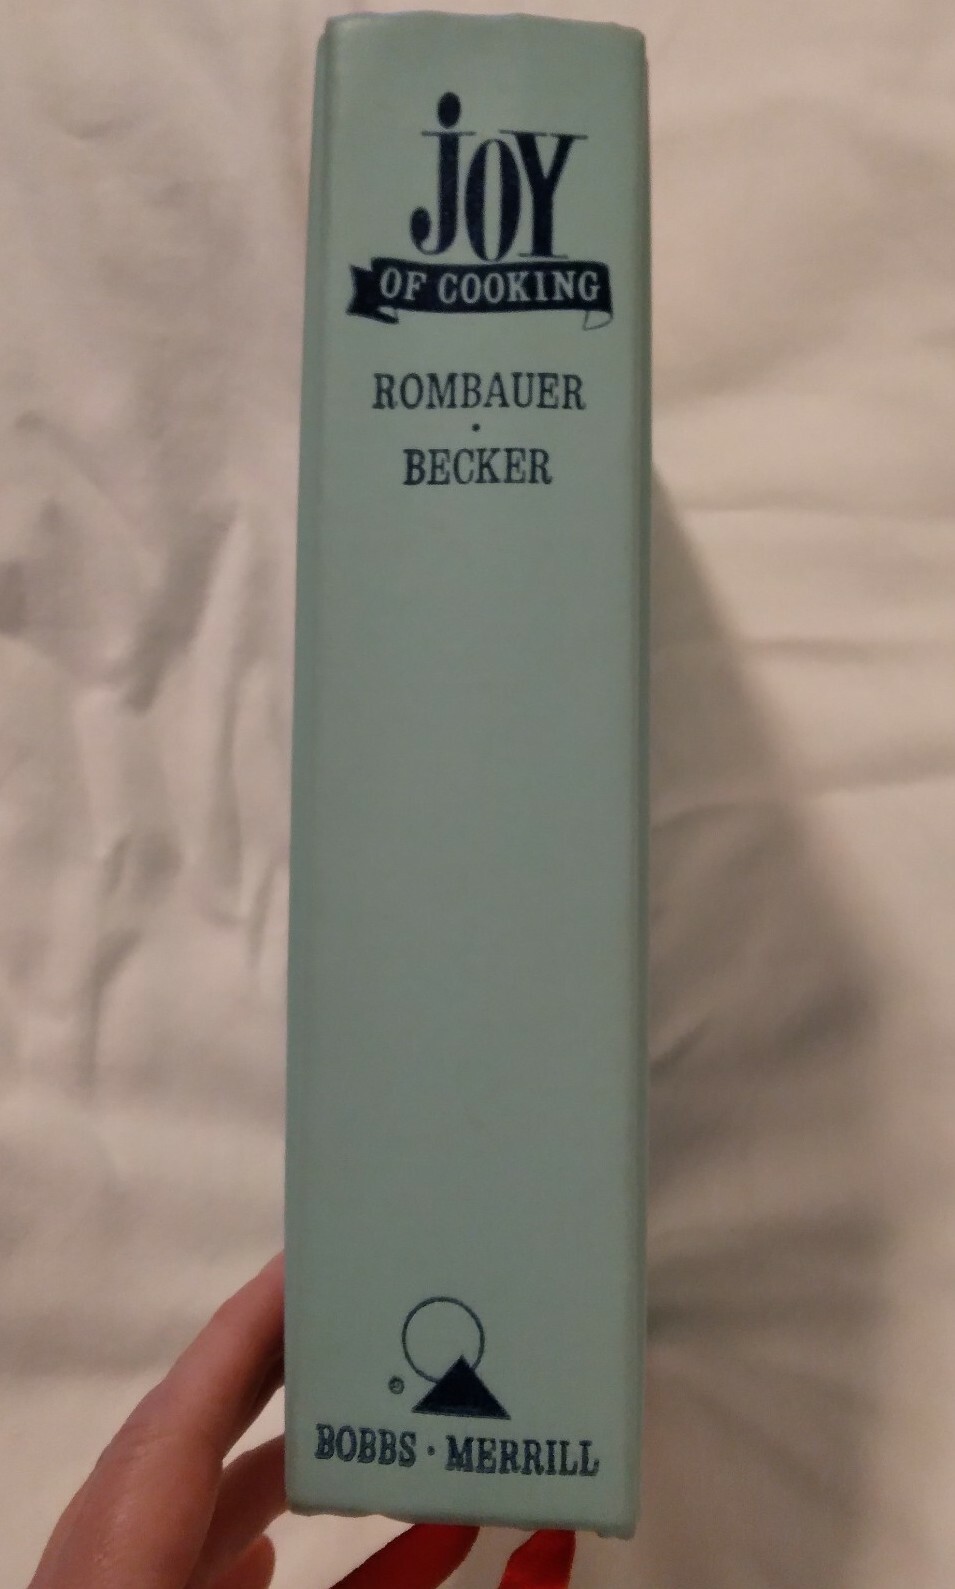 joy
OF COOKING
ROMBAUER
·
BECKER
BOBBS · MERRILL